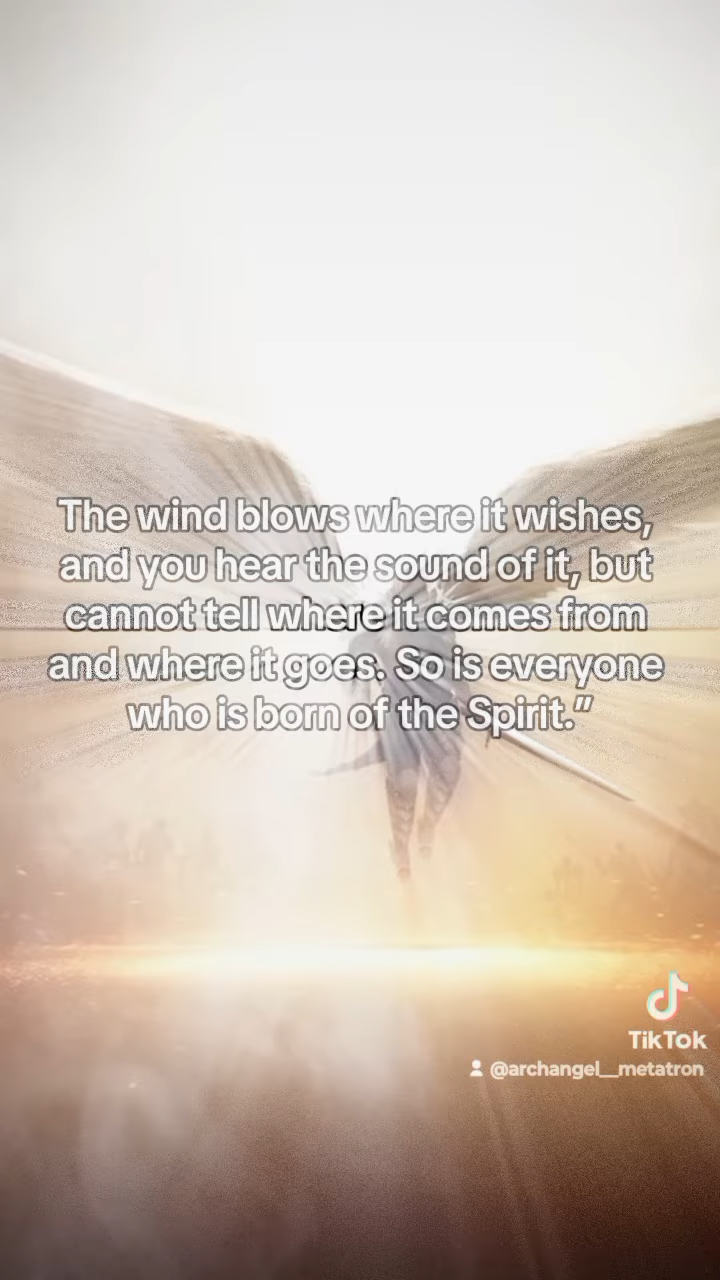 The wind blows where it wishes,
and you hear the sound of it, but
cannot tell where it comes from
and where it goes. So is everyone
who is born of the Spirit.”
TikTok
@archangel__metatron